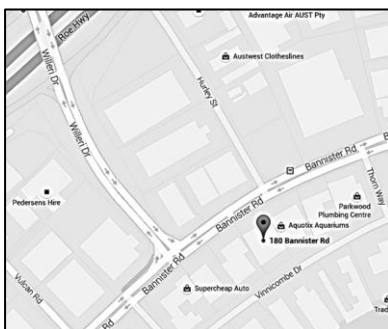 Advantage Air AUST Pty
Roe Hwy
Austwest Clotheslines
Willeri Dr
Hurley St
Willeri Dr
Bannister Rd
B
Thorn Way
Pedersens Hire
Bannister Rd
Parkwood
Plumbing Centre
Aquotix Aquariums
180 Bannister Rd
Bannister Rd
Vulcan Rd
Supercheap Auto
Vinnicombe Dr
Rd
Trad